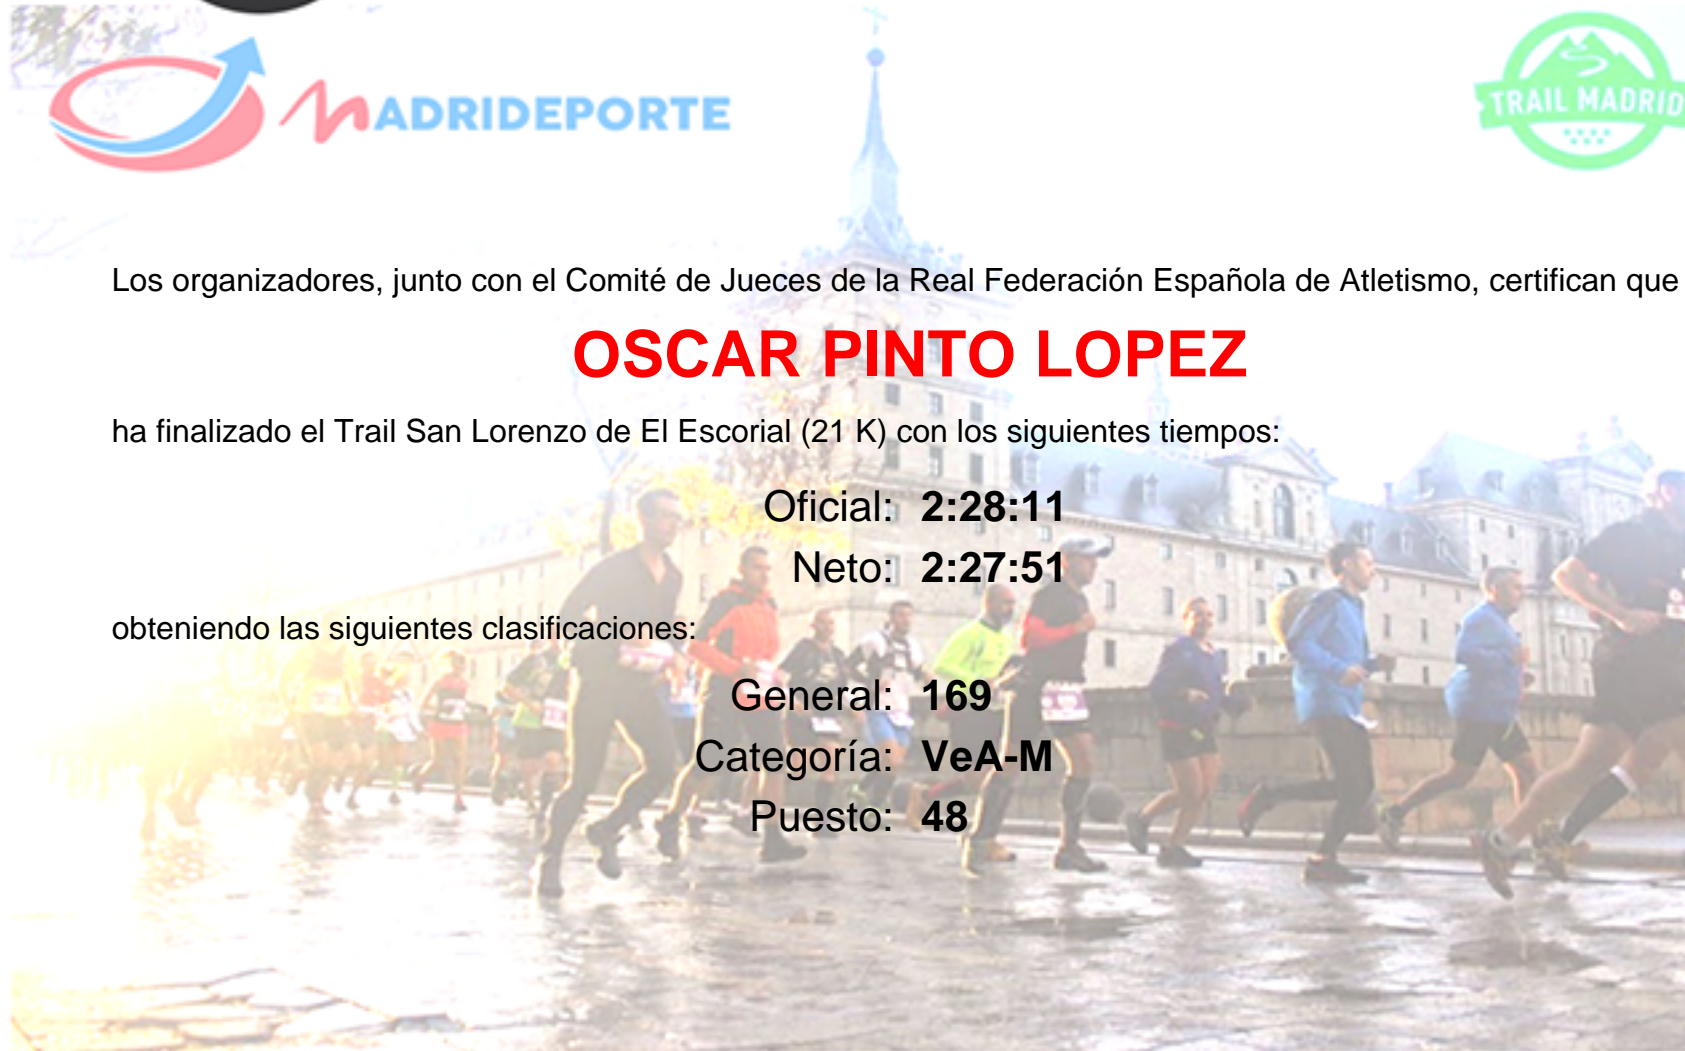 MADRIDEPORTE
TRAIL MADRID
Los organizadores, junto con el Comité de Jueces de la Real Federación Española de Atletismo, certifican que
OSCAR PINTO LOPEZ
ha finalizado el Trail San Lorenzo de El Escorial (21 K) con los siguientes tiempos:
Oficial: 2:28:11
Neto: 2:27:51
obteniendo las siguientes clasificaciones:
General: 169
Categoría: VeA-M
Puesto: 48